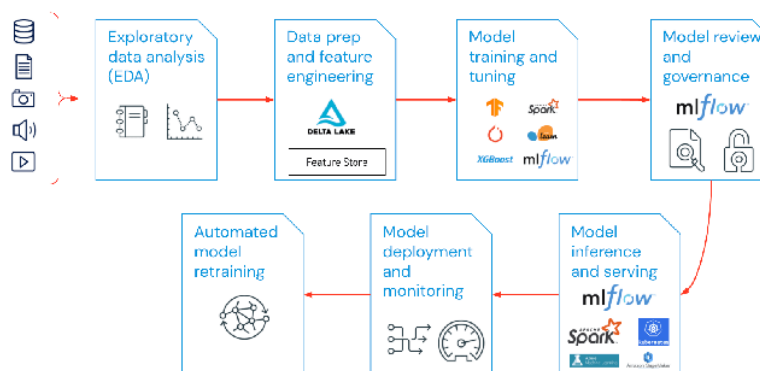 Exploratory
data analysis
(EDA)
Data prep
and feature
engineering
DELTA LAKE
Feature Store
Model
training and
tuning
Spark
learn
XGBoost
mlflow
Model review
and
governance
mlflow
Automated
model
retraining
Model
deployment
and
monitoring
Model
inference
and serving
mlflow
APACHE
Spark
kubernetes